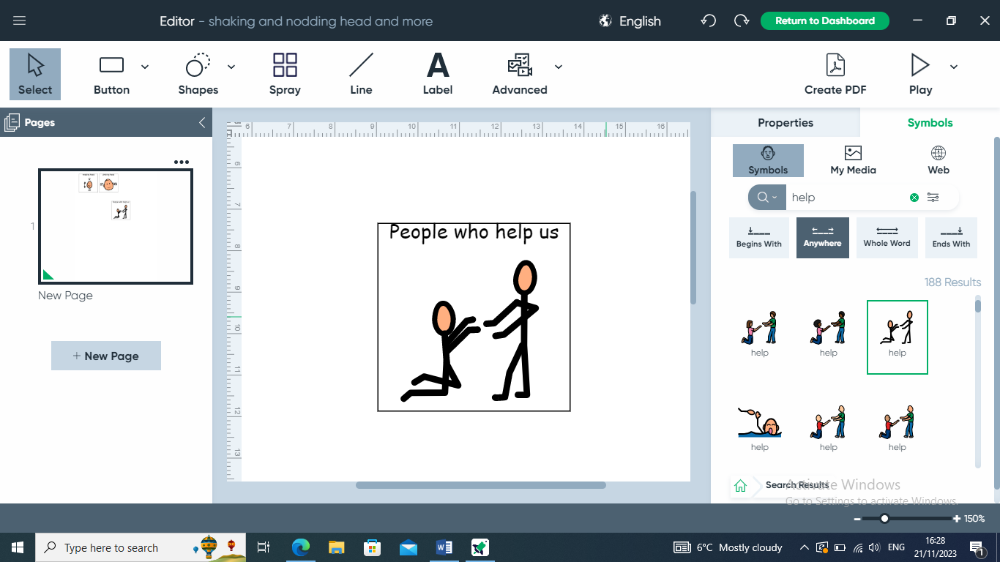 Editor - shaking and nodding head and more
English
Return to Dashboard
Select
Button
Shapes
Spray
Line
A
Label
Advanced
Create PDF
Play
Pages
1
New Page
+ New Page
6 7 8 9 10 11 12 13 14 15 16
6
7
8
9
10
11
12
13
People who help us
Properties
Symbols
Symbols
My Media
Web
help
Begins With
Anywhere
Whole Word
Ends With
188 Results
help
help
help
help
help
help
Search Results
Activate Windows
Go to Settings to activate Windows.
150%
Type here to search
6°C Mostly cloudy
ENG
16:28
21/11/2023
1